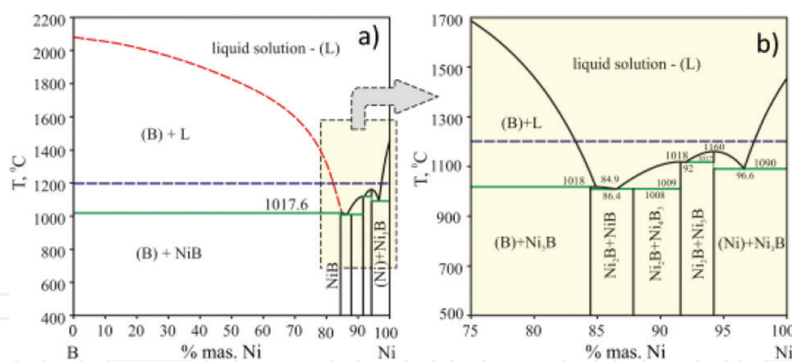 a)
liquid solution - (L)
(B) + L
1017.6
(B) + NiB
NiB
(Ni)+Ni₃B
T, °C
2200
2000
1800
1600
1400
1200
1000
800
600
400
0 10 20 30 40 50 60 70 80 90 100
B % mas. Ni Ni
b)
liquid solution - (L)
(B)+L
1018 84.9
86.4
1009
1008
1018
92
1160
1090
96.6
(B)+Ni₃B
Ni₂B+NiB
Ni₂B+Ni₄B₃
Ni₂B+Ni₃B
(Ni)+Ni₃B
T, °C
1700
1500
1300
1100
900
700
500
75 80 85 90 95 100
% mas. Ni Ni